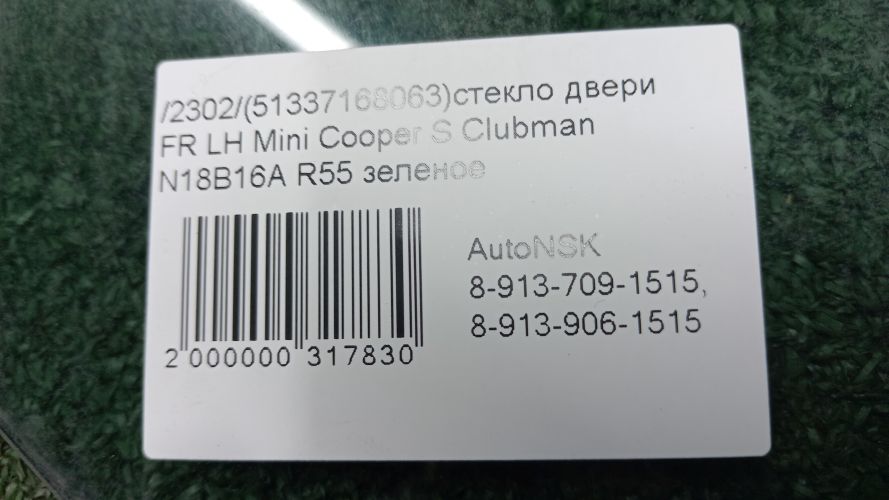 /2302/(51337168063)стекло двери
FR LH Mini Cooper S Clubman
N18B16A R55 зеленое
AutoNSK
8-913-709-1515,
8-913-906-1515
2 000000 317830